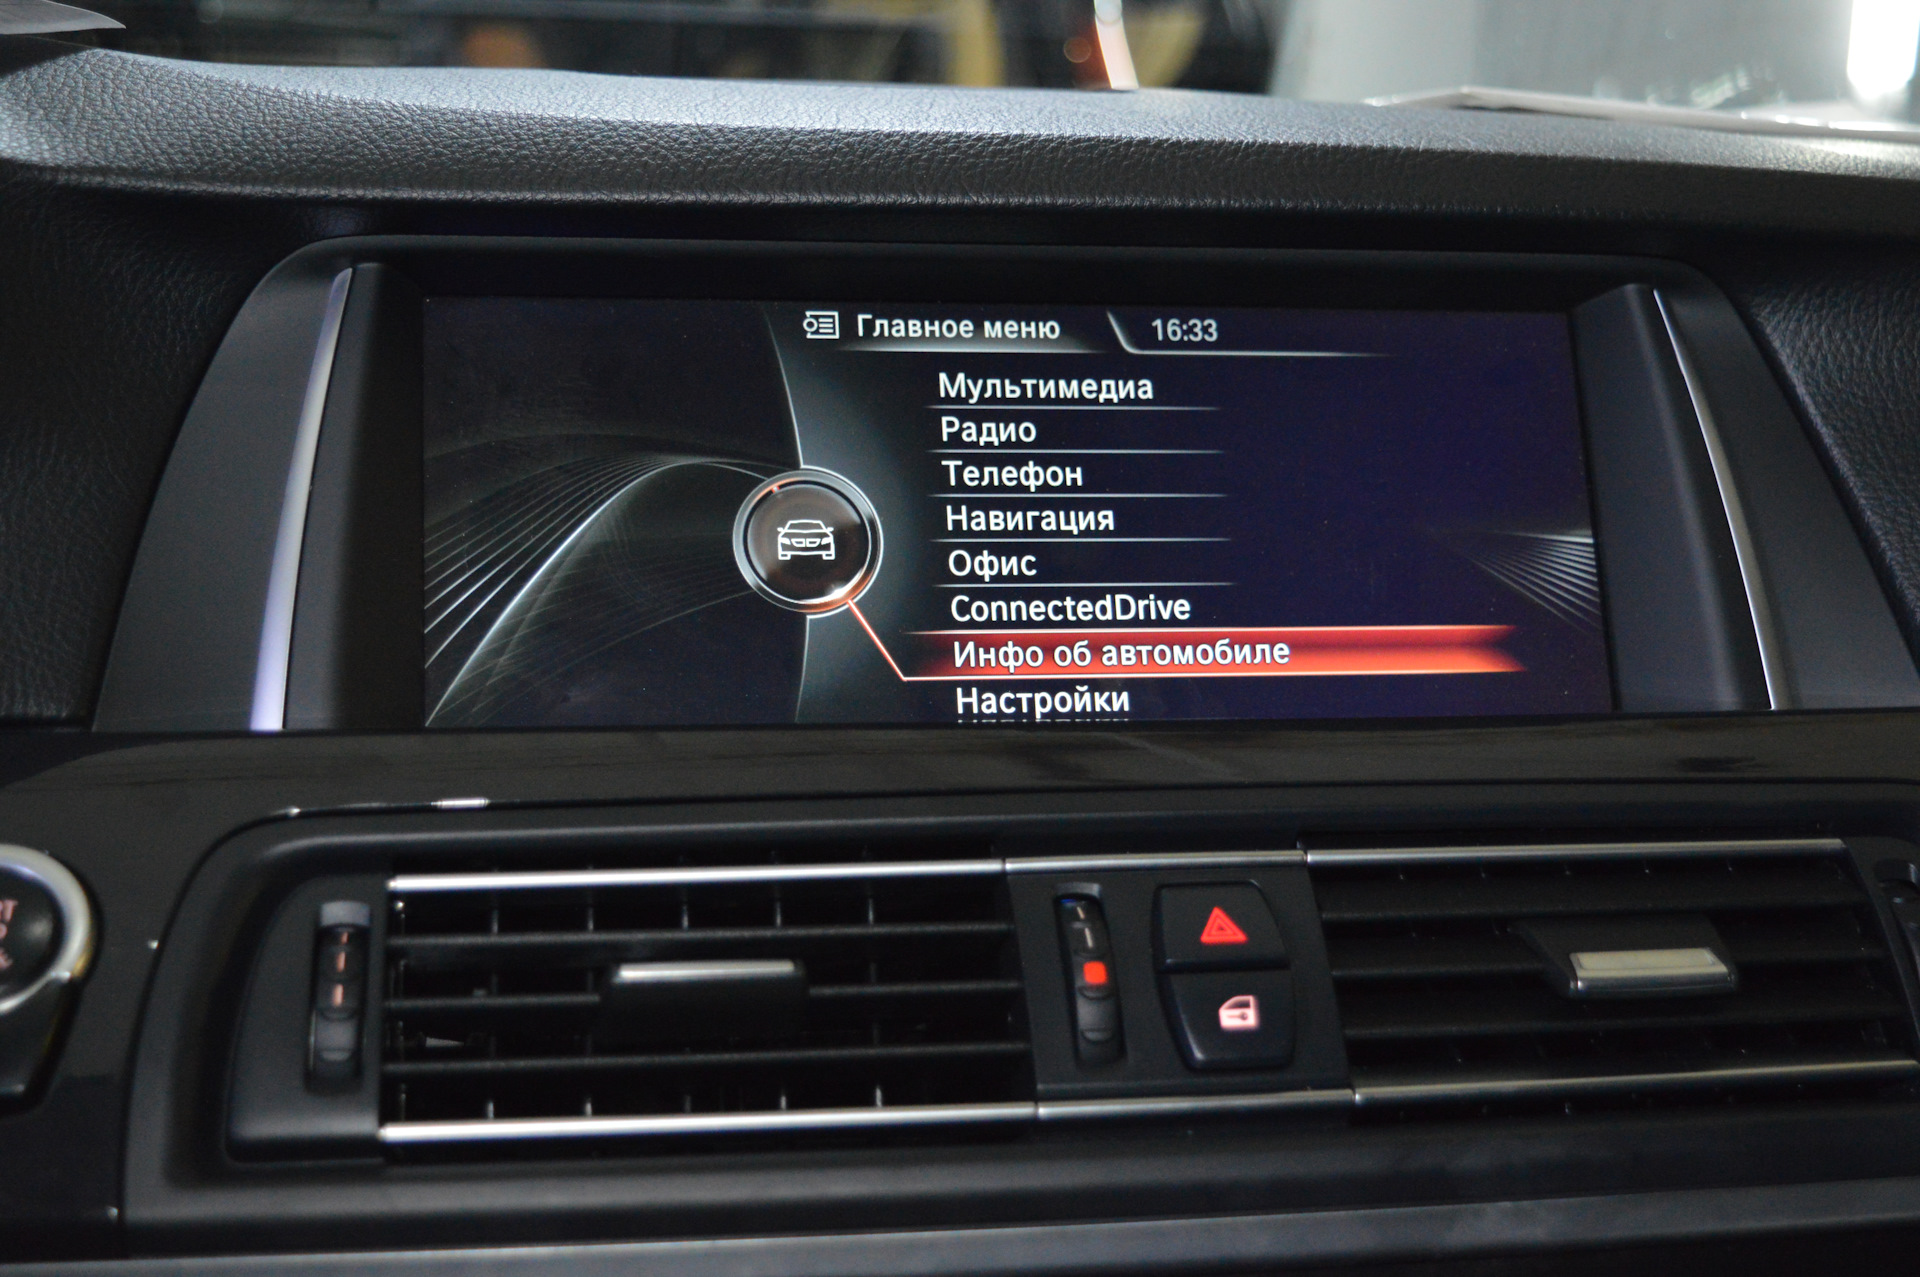 Главное меню 16:33
Мультимедиа
Радио
Телефон
Навигация
Офис
ConnectedDrive
Инфо об автомобиле
Настройки